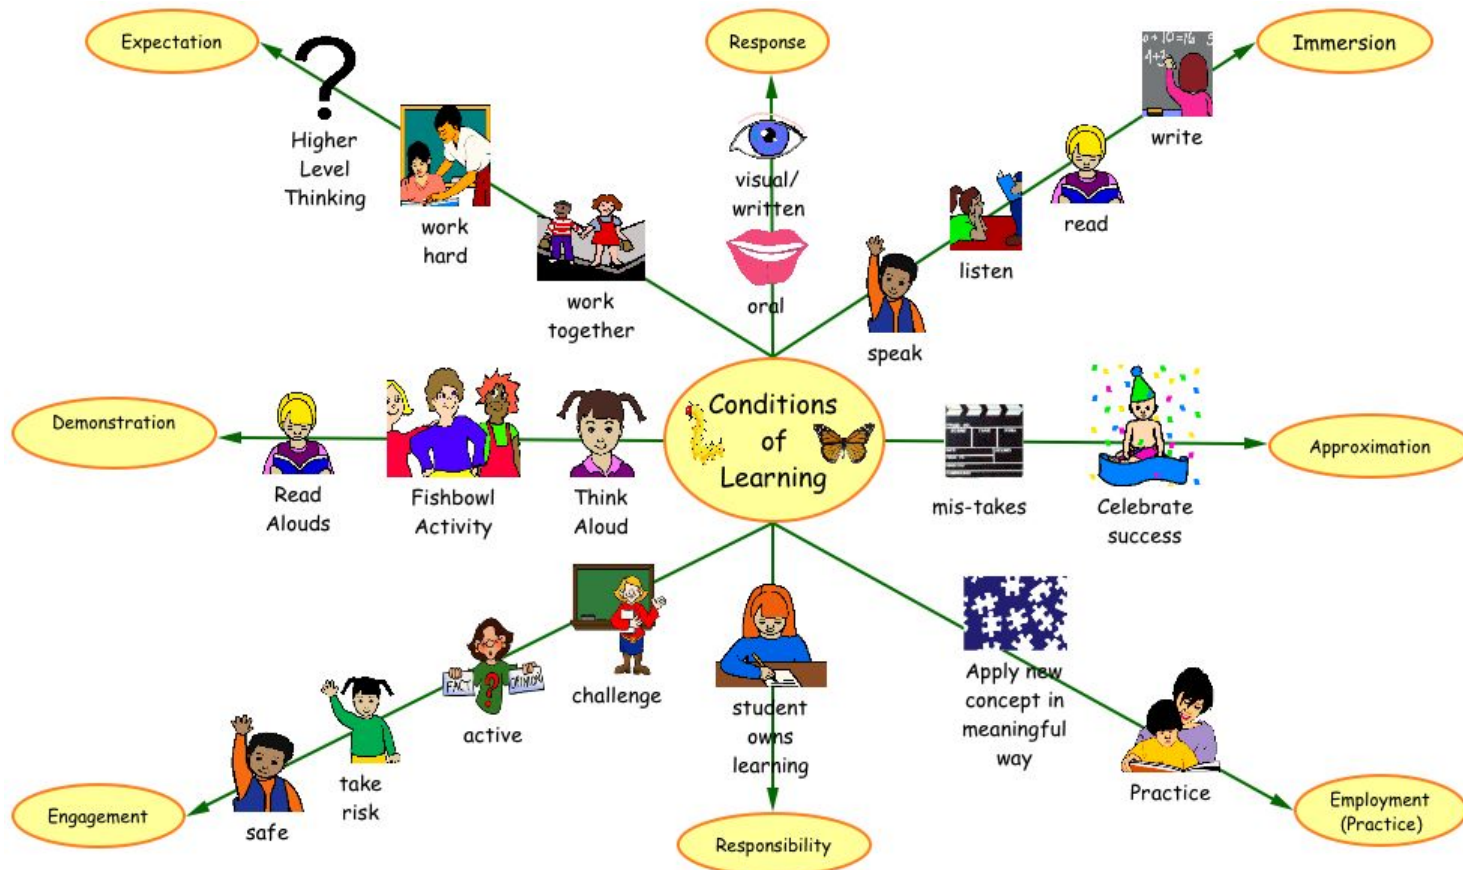 Expectation
Response
Immersion
Higher
Level
Thinking
work
hard
work
together
visual/
written
oral
speak
listen
read
write
Demonstration
Read
Alouds
Fishbowl
Activity
Think
Aloud
Conditions
of
Learning
mis-takes
Celebrate
success
Approximation
Engagement
safe
take
risk
active
FACT
?
OPINION
challenge
student
owns
learning
Responsibility
Apply new
concept in
meaningful
way
Practice
Employment
(Practice)